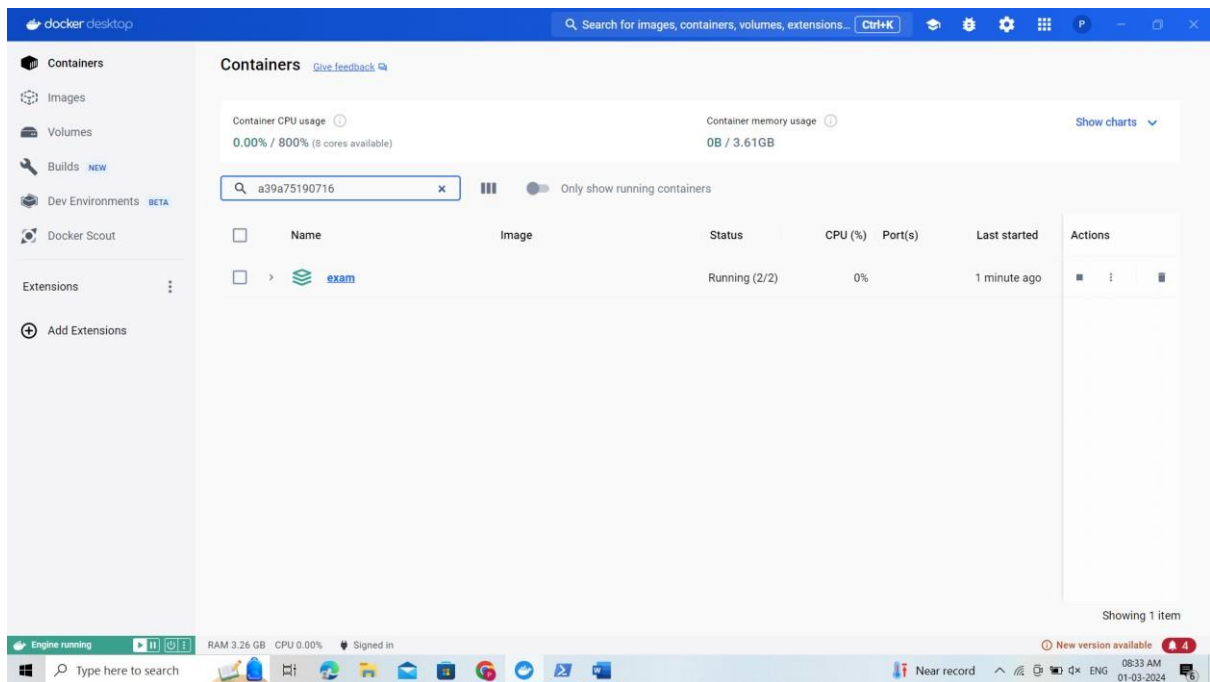 docker desktop
Search for images, containers, volumes, extensions... Ctrl+K
P
Containers
Images
Volumes
Builds NEW
Dev Environments BETA
Docker Scout
Extensions
Add Extensions
Containers Give feedback
Container CPU usage
0.00% / 800% (8 cores available)
Container memory usage
0B / 3.61GB
Show charts
a39a75190716
Only show running containers
Name Image Status CPU (%) Port(s) Last started Actions
exam Running (2/2) 0% 1 minute ago
Showing 1 item
Engine running RAM 3.26 GB CPU 0.00% Signed in New version available 4
Type here to search Near record ENG 08:33 AM
01-03-2024 6